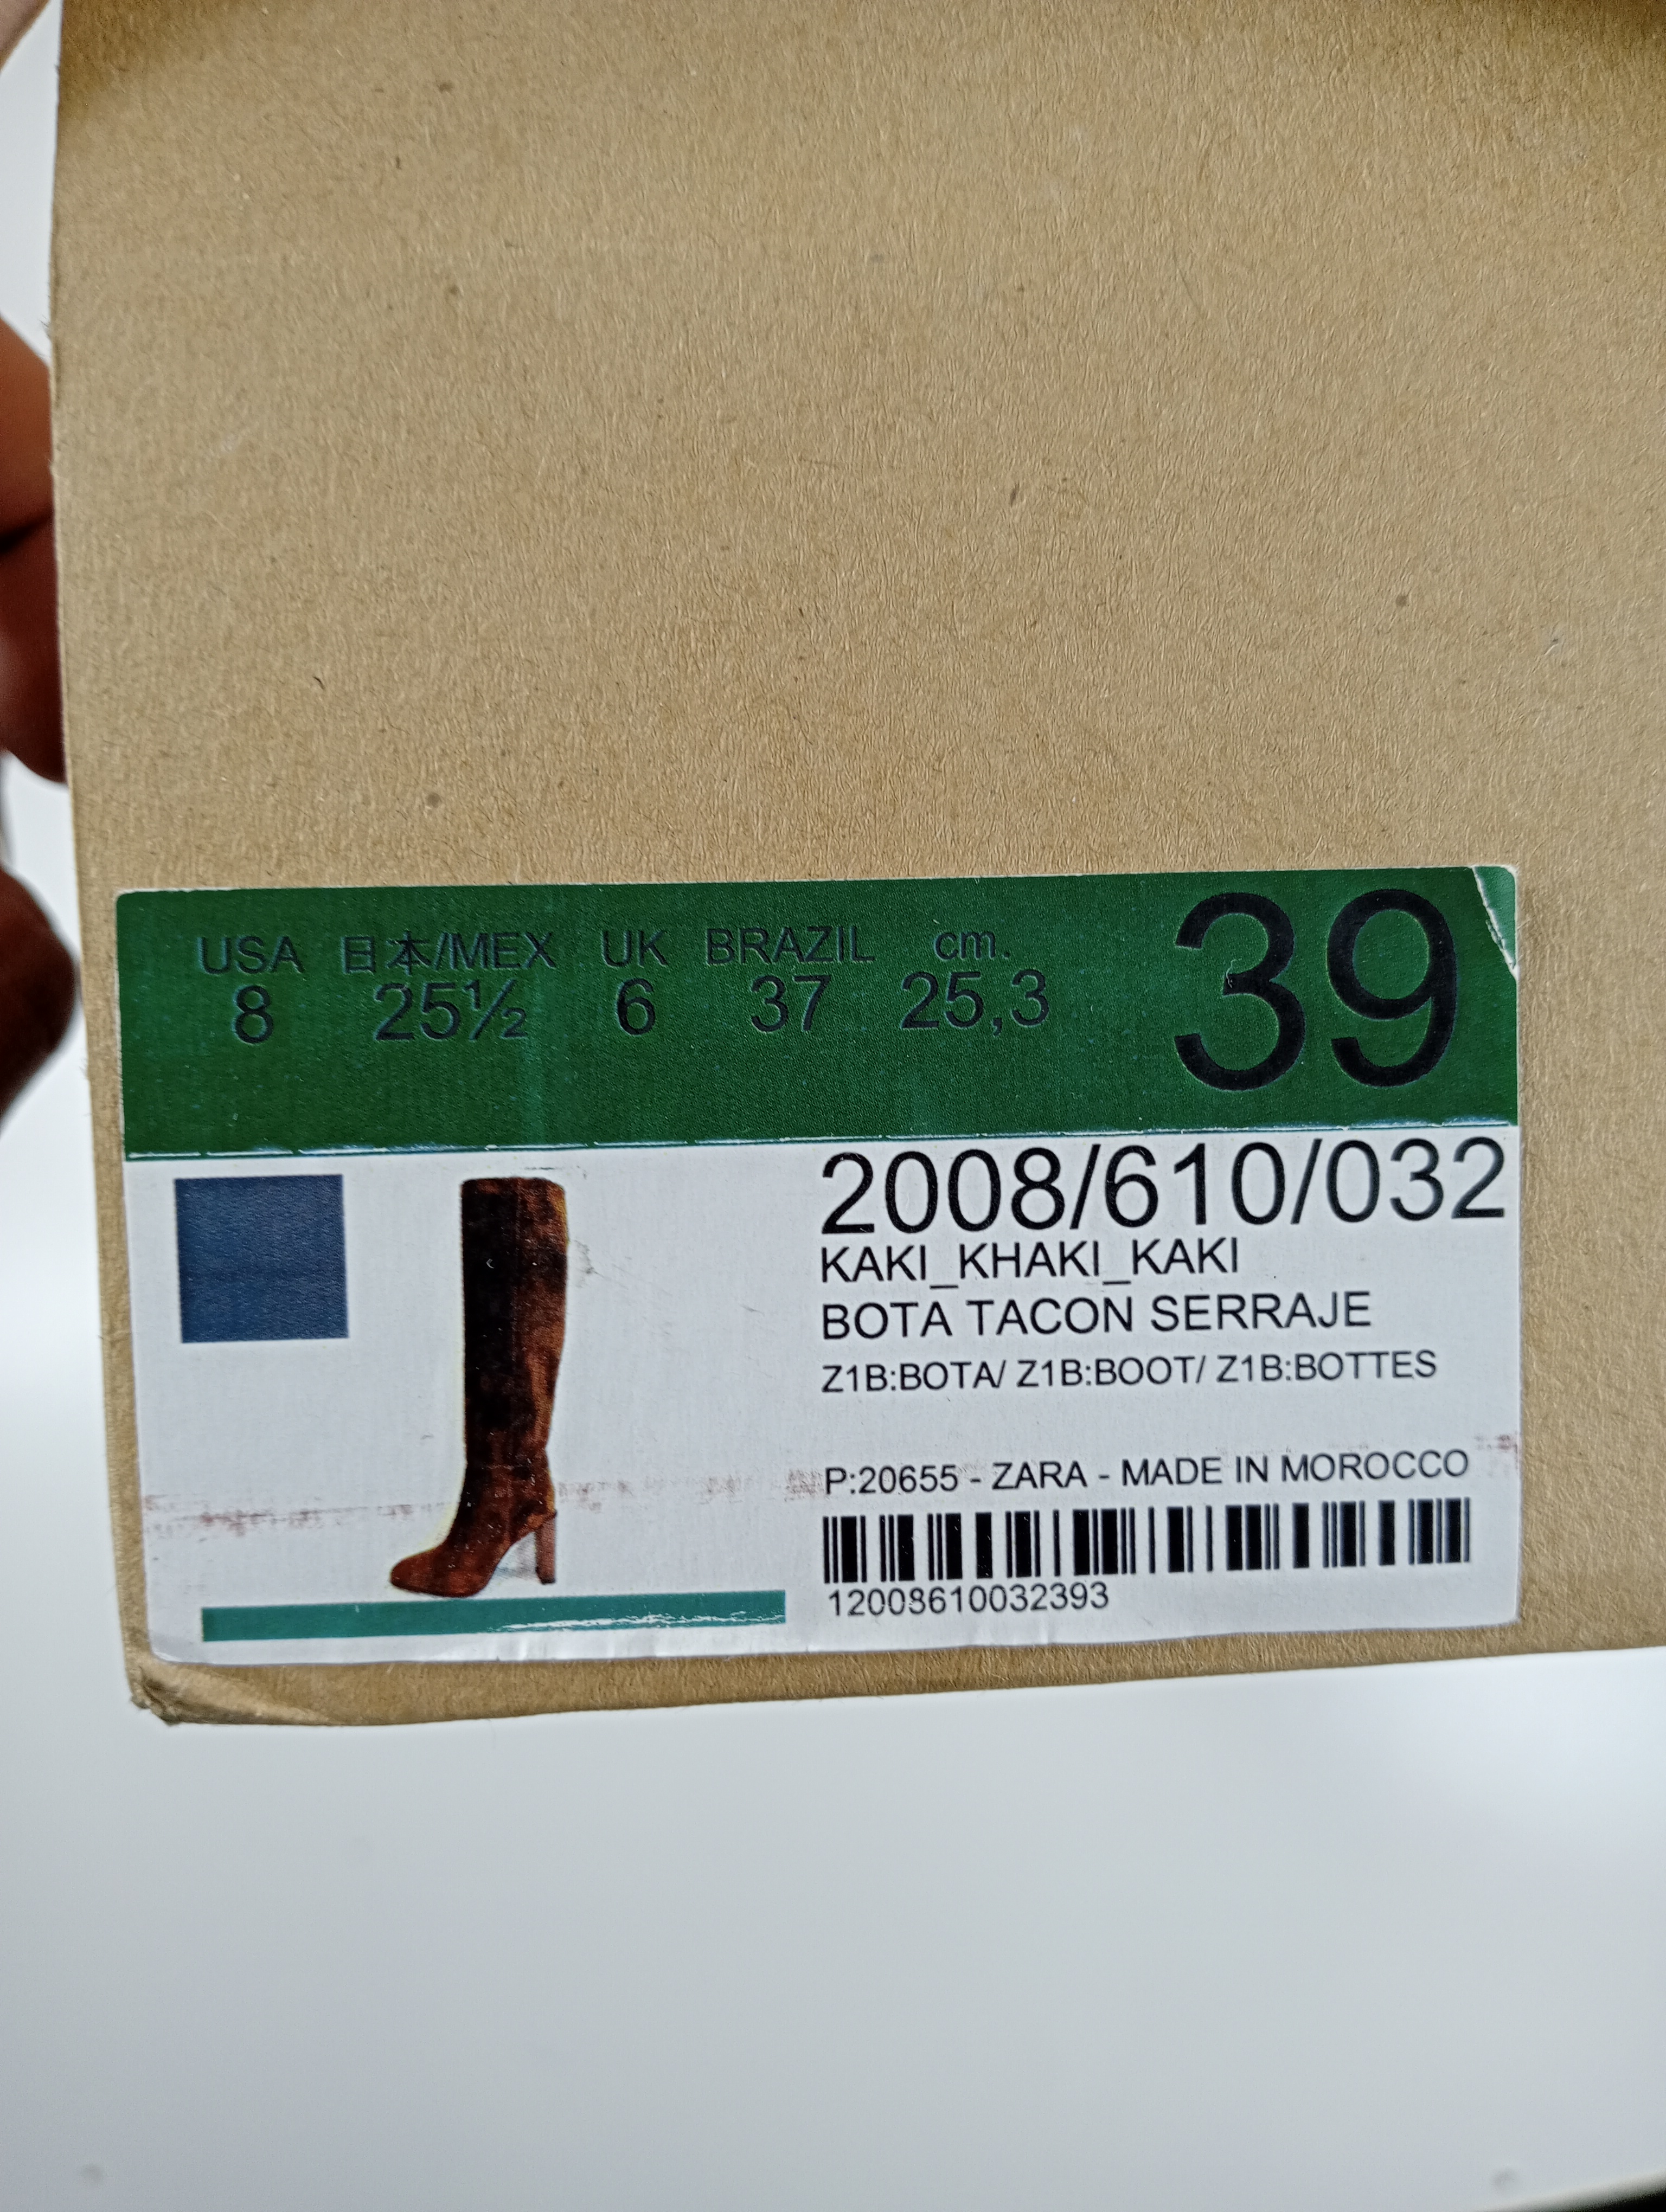 USA 日本/MEX UK BRAZIL cm.
8 25½ 6 37 25,3
39
2008/610/032
KAKI_KHAKI_KAKI
BOTA TACON SERRAJE
Z1B:BOTA/ Z1B:BOOT/ Z1B:BOTTES
P:20655 - ZARA - MADE IN MOROCCO
12008610032393